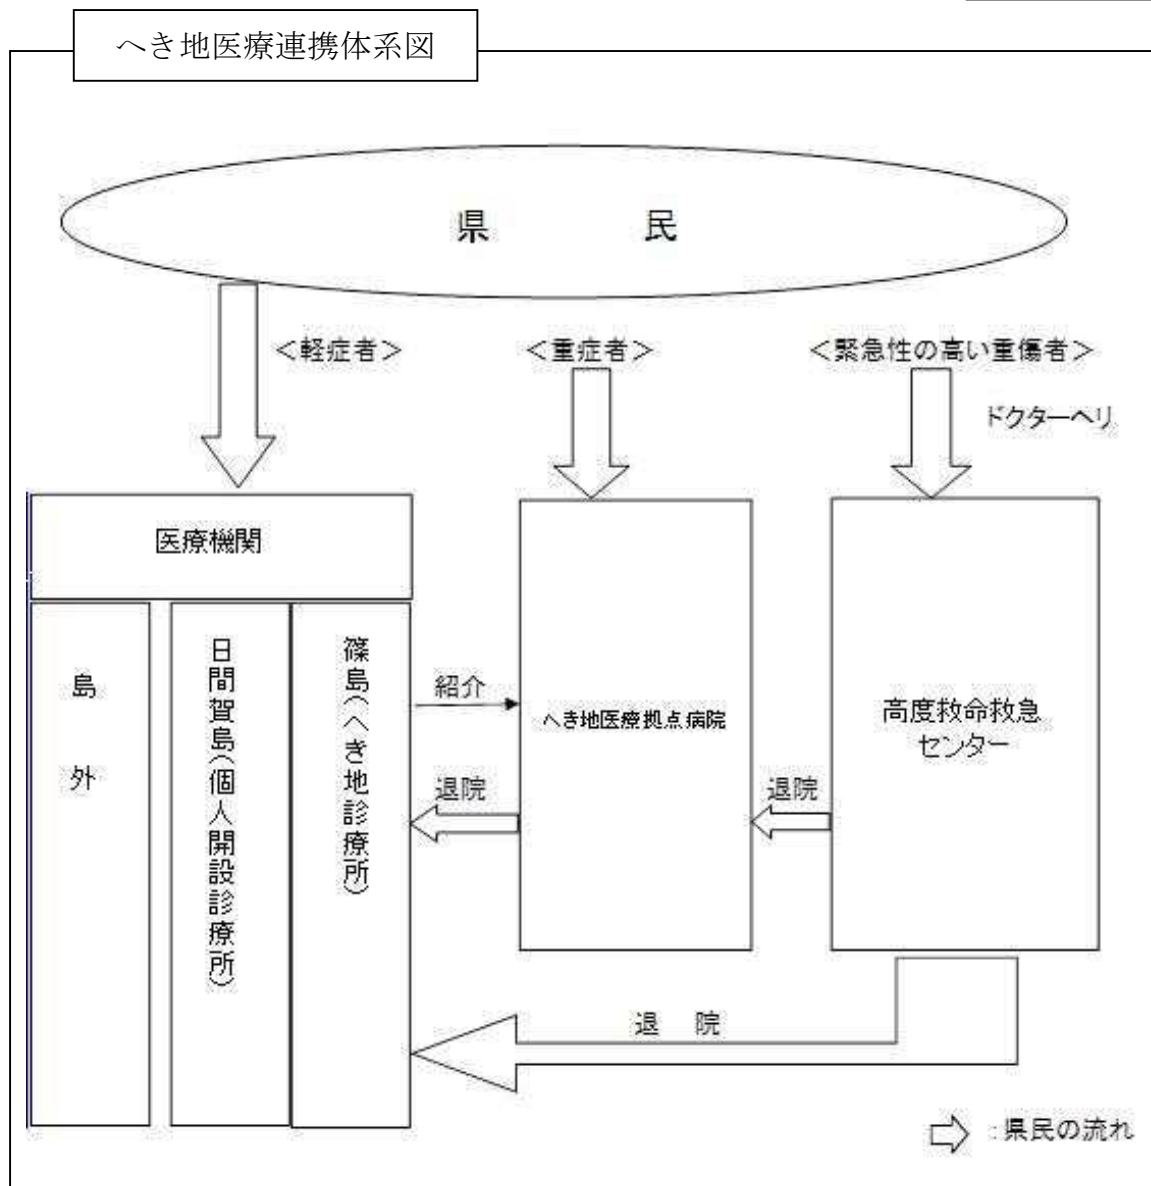 へき地医療連携体系図
県 民
＜軽症者＞
＜重症者＞
＜緊急性の高い重傷者＞
ドクターヘリ
医療機関
島 外
日間賀島（個人開設診療所）
篠島（へき地診療所）
紹介
退院
へき地医療拠点病院
退院
高度救命救急
センター
退 院
：県民の流れ